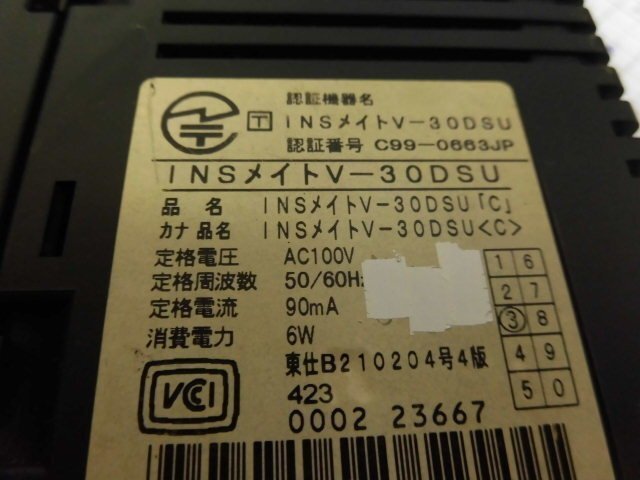 認証機器名
T INSメイトV-30DSU
認証番号 C99-0663JP
INSメイトV-30DSU
品名 INSメイトV-30DSU「C」
カナ品名 INSメイトV-30DSU<C>
定格電圧 AC100V
定格周波数 50/60Hz
定格電流 90mA
消費電力 6W
東仕B210204号4版
423
0002 23667
VCCI
1 6
2 7
3 8
4 9
5 0